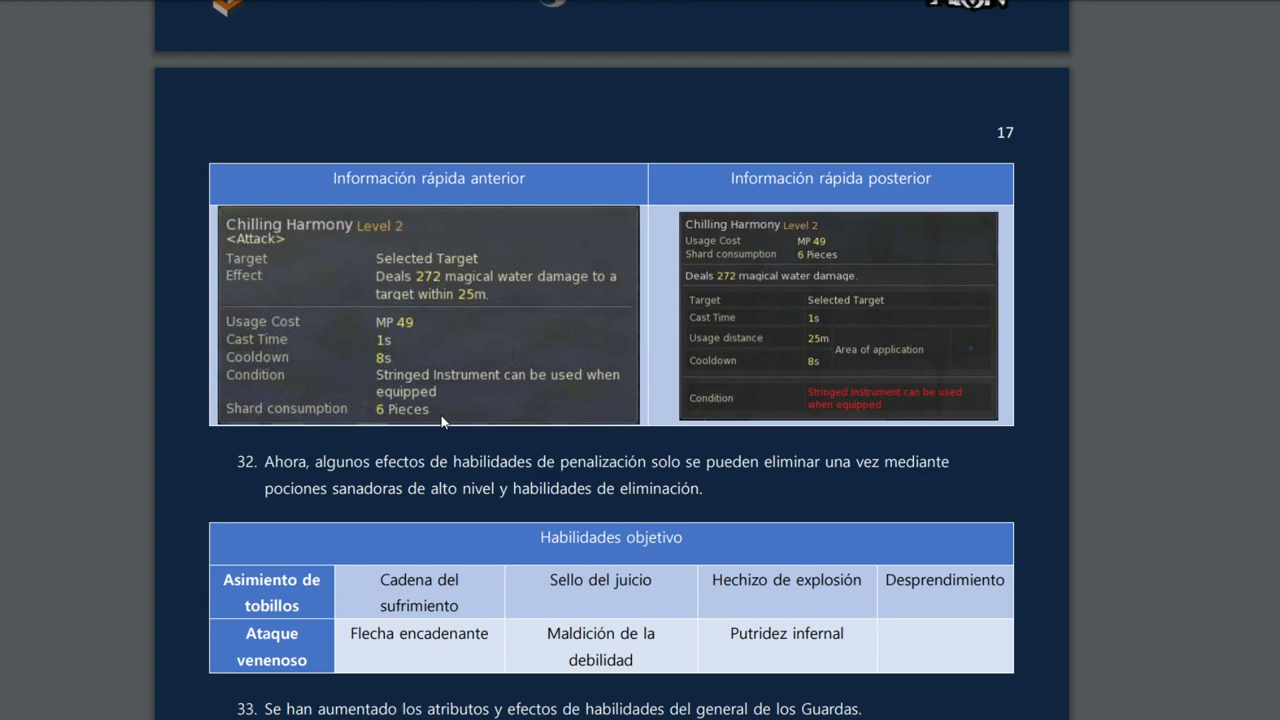 17
Información rápida anterior
Información rápida posterior
Chilling Harmony Level 2
<Attack>
Target Selected Target
Effect Deals 272 magical water damage to a
target within 25m.
Usage Cost MP 49
Cast Time 1s
Cooldown 8s
Condition Stringed Instrument can be used when
equipped
Shard consumption 6 Pieces
Chilling Harmony Level 2
Usage Cost MP 49
Shard consumption 6 Pieces
Deals 272 magical water damage.
Target Selected Target
Cast Time 1s
Usage distance 25m
Area of application
Cooldown 8s
Condition Stringed Instrument can be used
when equipped
32. Ahora, algunos efectos de habilidades de penalización solo se pueden eliminar una vez mediante
pociones sanadoras de alto nivel y habilidades de eliminación.
Habilidades objetivo
Asimiento de
tobillos
Cadena del
sufrimiento
Sello del juicio
Hechizo de explosión
Desprendimiento
Ataque
venenoso
Flecha encadenante
Maldición de la
debilidad
Putridez infernal
33. Se han aumentado los atributos y efectos de habilidades del general de los Guardas.